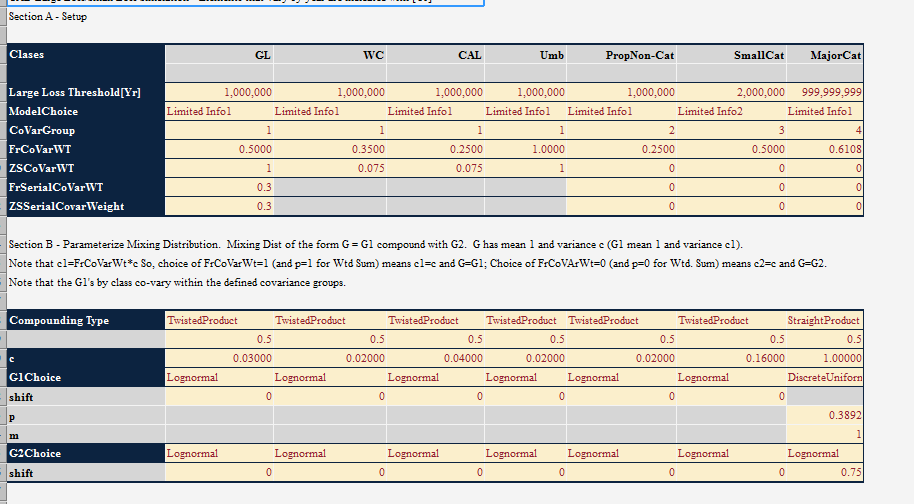 Section A - Setup
Clases GL WC CAL Umb PropNon-Cat SmallCat MajorCat
Large Loss Threshold[Yr] 1,000,000 1,000,000 1,000,000 1,000,000 1,000,000 2,000,000 999,999,999
ModelChoice Limited Info1 Limited Info1 Limited Info1 Limited Info1 Limited Info1 Limited Info2 Limited Info1
CoVarGroup 1 1 1 1 2 3 4
FrCoVarWT 0.5000 0.3500 0.2500 1.0000 0.2500 0.5000 0.6108
ZSCoVarWT 1 0.075 0.075 1 0 0 0
FrSerialCoVarWT 0.3 0 0 0
ZSSerialCovarWeight 0.3 0 0 0
Section B - Parameterize Mixing Distribution. Mixing Dist of the form G = G1 compound with G2. G has mean 1 and variance c (G1 mean 1 and variance c1).
Note that c1=FrCoVarWt*c So, choice of FrCoVarWt=1 (and p=1 for Wtd Sum) means c1=c and G=G1; Choice of FrCoVArWt=0 (and p=0 for Wtd. Sum) means c2=c and G=G2.
Note that the G1's by class co-vary within the defined covariance groups.
Compounding Type TwistedProduct TwistedProduct TwistedProduct TwistedProduct TwistedProduct TwistedProduct StraightProduct
0.5 0.5 0.5 0.5 0.5 0.5 0.5
c 0.03000 0.02000 0.04000 0.02000 0.02000 0.16000 1.00000
G1Choice Lognormal Lognormal Lognormal Lognormal Lognormal Lognormal DiscreteUniform
shift 0 0 0 0 0 0
p 0.3892
m 1
G2Choice Lognormal Lognormal Lognormal Lognormal Lognormal Lognormal Lognormal
shift 0 0 0 0 0 0 0.75